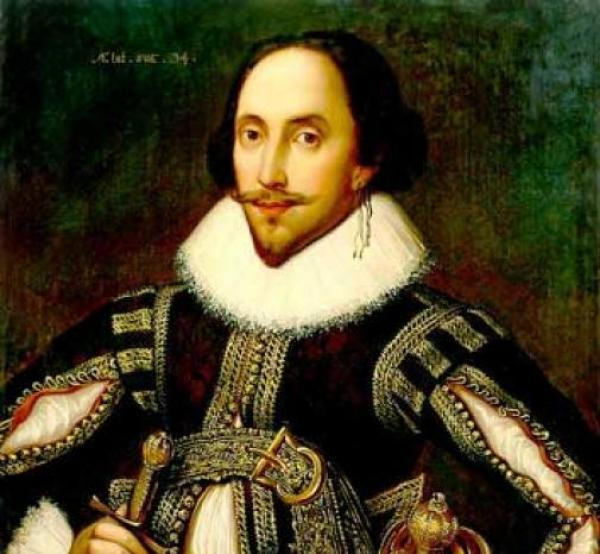 Ætat . suæ . 34 .